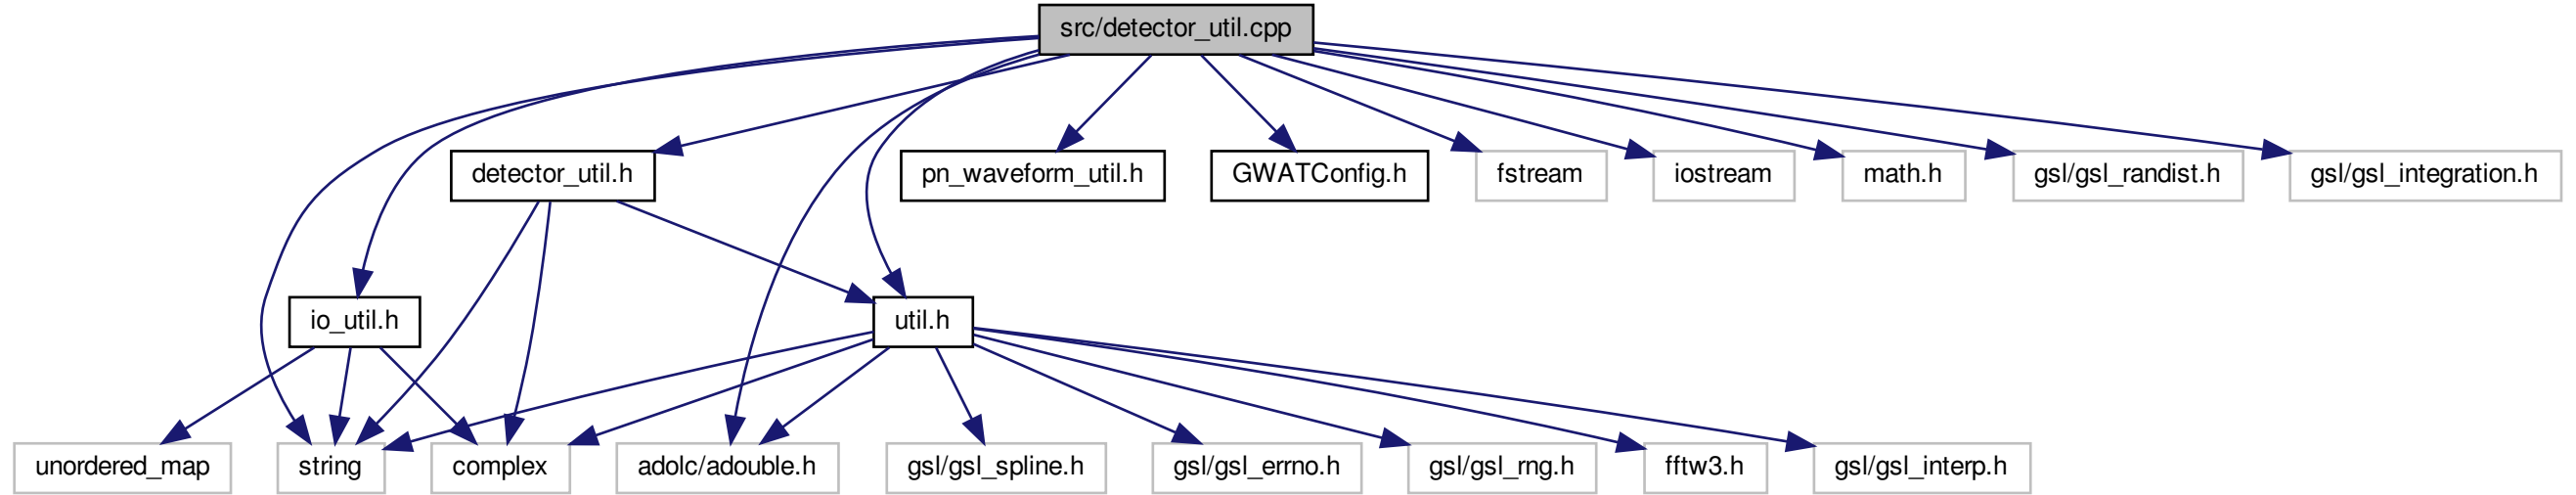 src/detector_util.cpp
detector_util.h
pn_waveform_util.h
GWATConfig.h
fstream
iostream
math.h
gsl/gsl_randist.h
gsl/gsl_integration.h
io_util.h
util.h
unordered_map
string
complex
adolc/adouble.h
gsl/gsl_spline.h
gsl/gsl_errno.h
gsl/gsl_rng.h
fftw3.h
gsl/gsl_interp.h